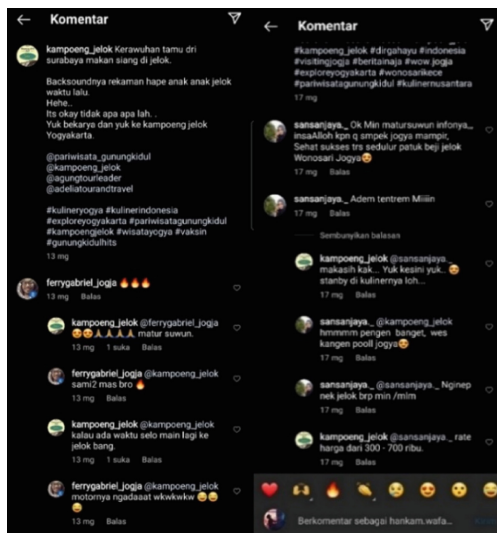 Komentar
kampoeng_jelok Kerawuhan tamu dri
surabaya makan siang di jelok.
Backsoundnya rekaman hape anak anak jelok
waktu lalu.
Hehe..
Its okay tidak apa apa lah. .
Yuk bekarya dan yuk ke kampoeng jelok
Yogyakarta.
@pariwisata_gunungkidul
@kampoeng_jelok
@agungtourleader
@adeliatourandtravel
#kulineryogya #kulinerindonesia
#exploreyogyakarta #pariwisatagunungkidul
#kampoengjelok #wisatayogya #vaksin
#gunungkidulhits
13 mg
ferrygabriel_jogja 🔥🔥🔥
13 mg Balas
kampoeng_jelok @ferrygabriel_jogja
😍😍🙏🙏🙏🙏 matur suwun.
13 mg 1 suka Balas
ferrygabriel_jogja @kampoeng_jelok
sami2 mas bro 🔥
13 mg Balas
kampoeng_jelok @ferrygabriel_jogja
kalau ada waktu selo main lagi ke
jelok bang.
13 mg 1 suka Balas
ferrygabriel_jogja @kampoeng_jelok
motornya ngadaaat wkwkwkw 😂😂
😂
13 mg Balas
Komentar
#kampoeng_jelok #dirgahayu #indonesia
#visitingjogja #beritainaja #wow.jogja
#exploreyogyakarta #wonosarikece
#pariwisatagunungkidul #kulinernusantara
17 mg
sansanjaya._ Ok Min matursuwun infonya,,
insaAlloh kpn q smpek jogja mampir,
Sehat sukses trs sedulur patuk beji jelok
Wonosari Jogya😍
17 mg Balas
sansanjaya._ Adem tentrem Miiiin
17 mg Balas
Sembunyikan balasan
kampoeng_jelok @sansanjaya._
makasih kak... Yuk kesini yuk.. 😍
stanby di kulinernya loh...
17 mg Balas
sansanjaya._ @kampoeng_jelok
hmmmm pengen banget, wes
kangen pooll jogya😍
17 mg Balas
sansanjaya._ @sansanjaya._ Nginep
nek jelok brp min /mlm
17 mg Balas
kampoeng_jelok @sansanjaya._ rate
harga dari 300 - 700 ribu.
17 mg Balas
Berkomentar sebagai hankam.wafa...